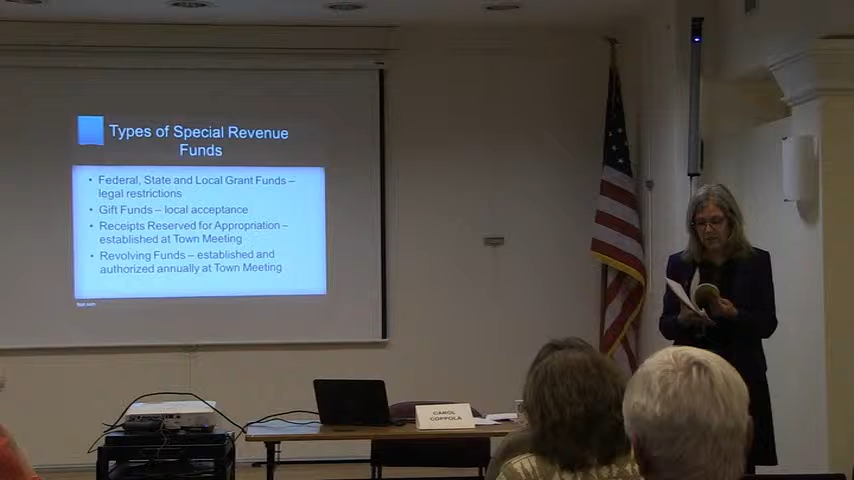 Types of Special Revenue
Funds
• Federal, State and Local Grant Funds –
legal restrictions
• Gift Funds – local acceptance
• Receipts Reserved for Appropriation –
established at Town Meeting
• Revolving Funds – established and
authorized annually at Town Meeting
CAROL
COPPOLA